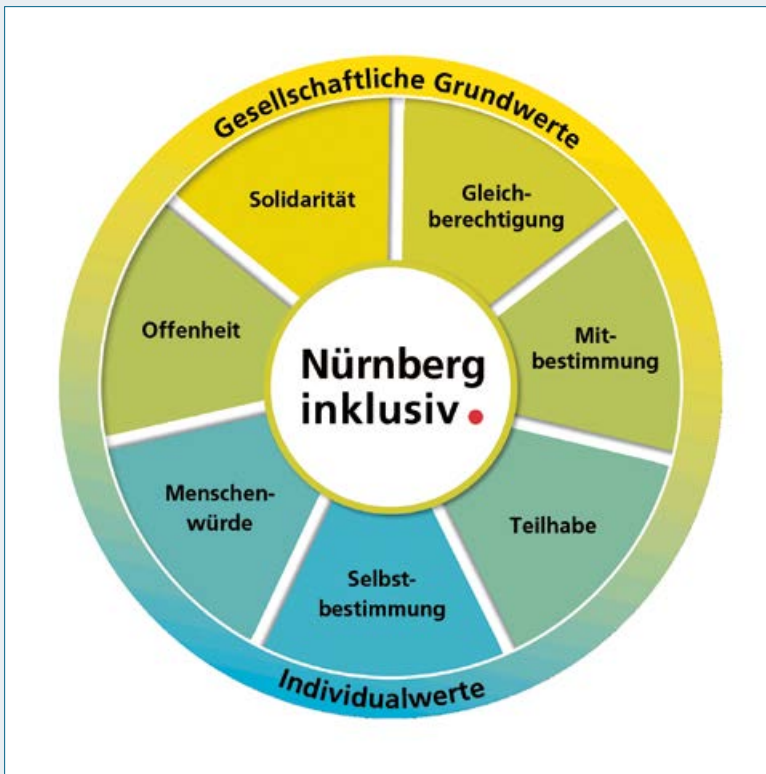 Gesellschaftliche Grundwerte
Solidarität
Gleich-
berechtigung
Offenheit
Mit-
bestimmung
Nürnberg
inklusiv.
Menschen-
würde
Teilhabe
Selbst-
bestimmung
Individualwerte